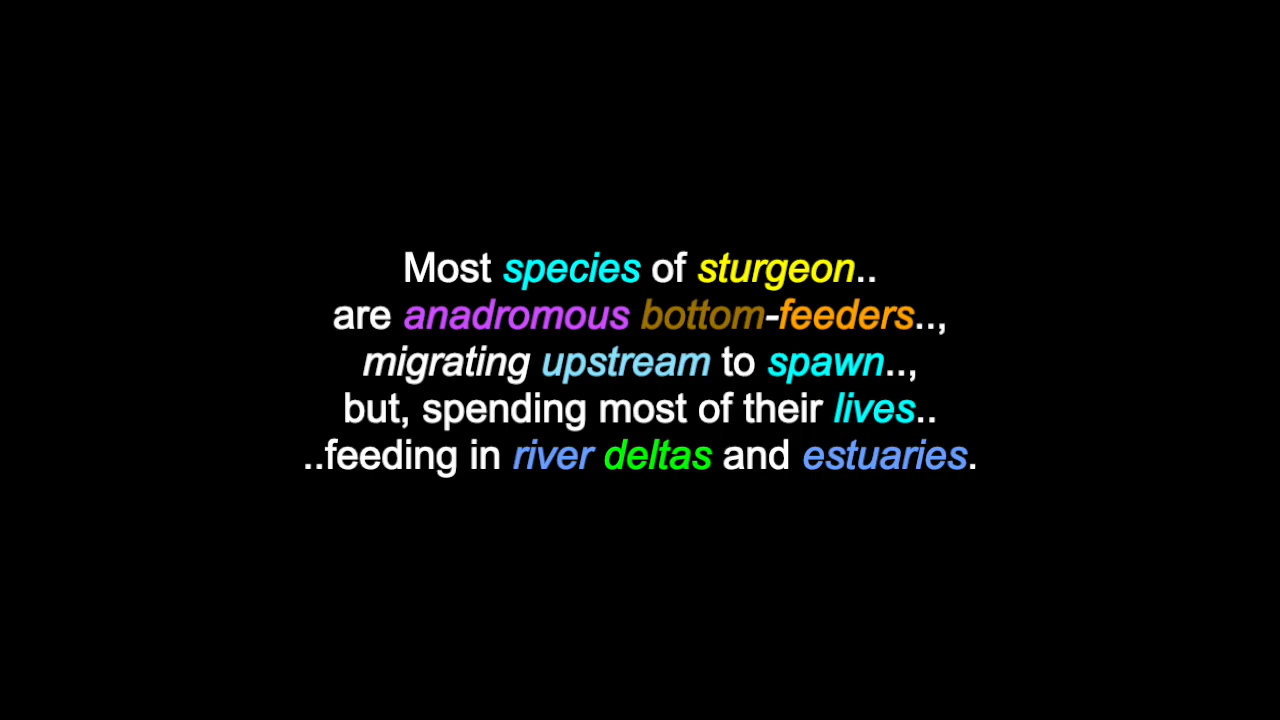 Most species of sturgeon..
are anadromous bottom-feeders..,
migrating upstream to spawn..,
but, spending most of their lives..
..feeding in river deltas and estuaries.